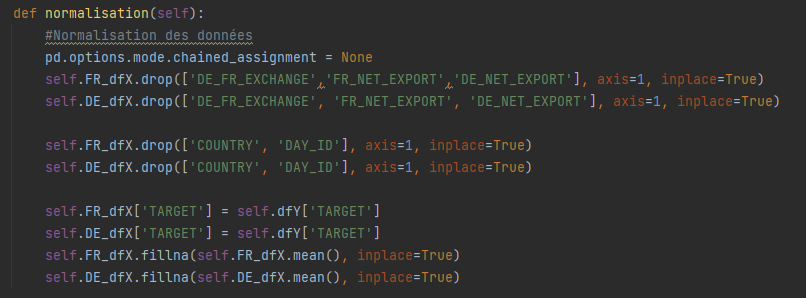 def normalisation(self):
#Normalisation des données
pd.options.mode.chained_assignment = None
self.FR_dfX.drop(['DE_FR_EXCHANGE','FR_NET_EXPORT','DE_NET_EXPORT'], axis=1, inplace=True)
self.DE_dfX.drop(['DE_FR_EXCHANGE', 'FR_NET_EXPORT', 'DE_NET_EXPORT'], axis=1, inplace=True)
self.FR_dfX.drop(['COUNTRY', 'DAY_ID'], axis=1, inplace=True)
self.DE_dfX.drop(['COUNTRY', 'DAY_ID'], axis=1, inplace=True)
self.FR_dfX['TARGET'] = self.dfY['TARGET']
self.DE_dfX['TARGET'] = self.dfY['TARGET']
self.FR_dfX.fillna(self.FR_dfX.mean(), inplace=True)
self.DE_dfX.fillna(self.DE_dfX.mean(), inplace=True)